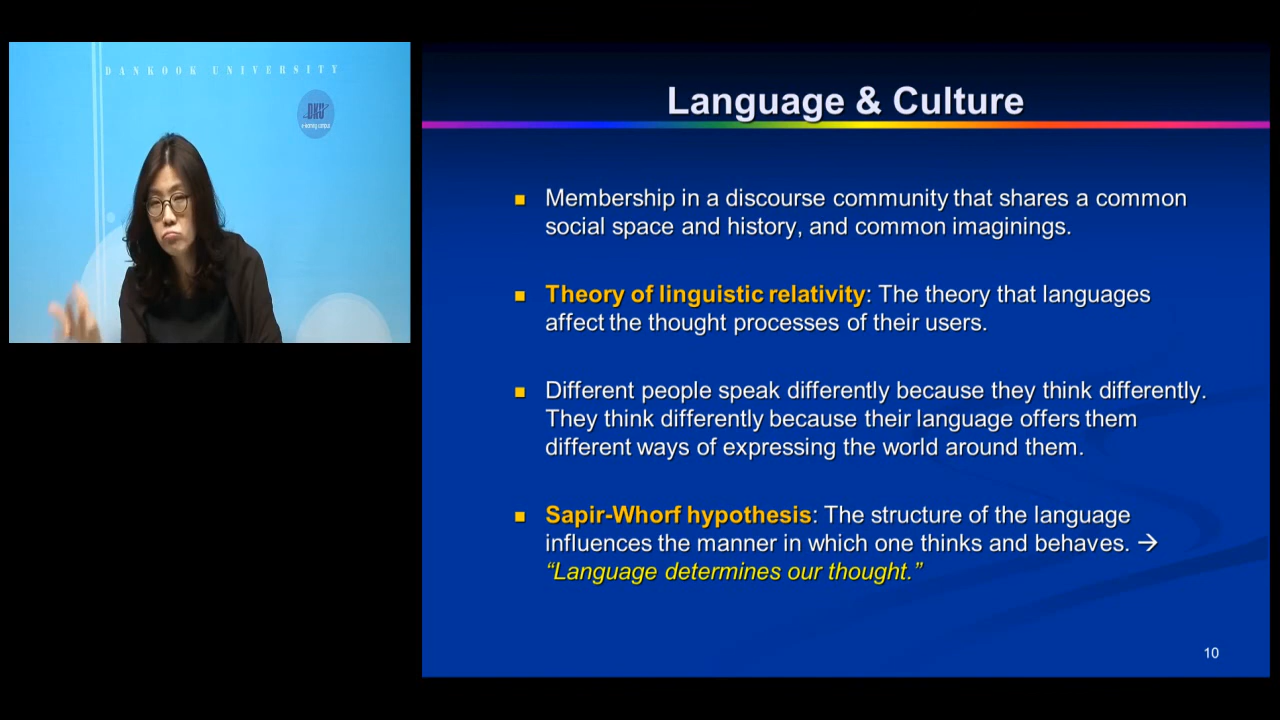 DANKOOK UNIVERSITY
DKU
e-learning campus
Language & Culture
Membership in a discourse community that shares a common
social space and history, and common imaginings.
Theory of linguistic relativity: The theory that languages
affect the thought processes of their users.
Different people speak differently because they think differently.
They think differently because their language offers them
different ways of expressing the world around them.
Sapir-Whorf hypothesis: The structure of the language
influences the manner in which one thinks and behaves. →
“Language determines our thought.”
10